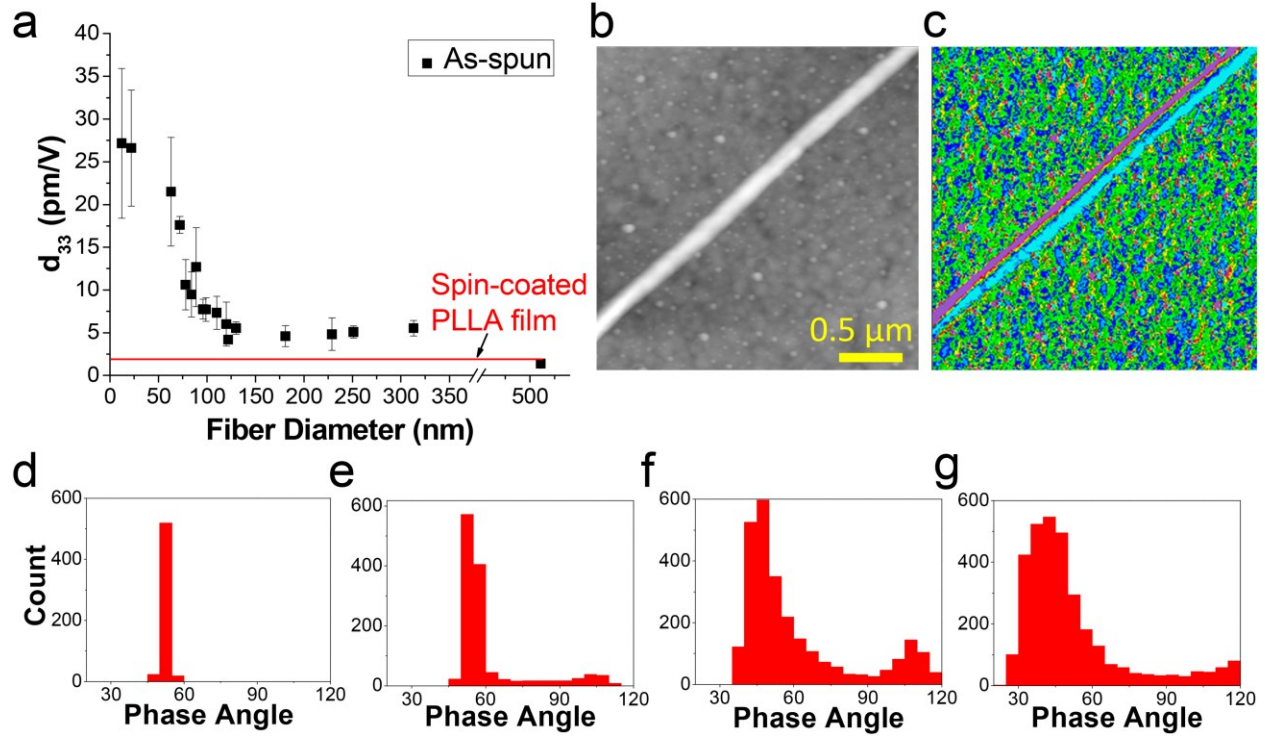 a
40
35
30
25
20
15
10
5
0
d33 (pm/V)
As-spun
Spin-coated
PLLA film
0 50 100 150 200 250 300 350 500
Fiber Diameter (nm)
b
0.5 µm
c
d
600
400
200
0
Count
30 60 90 120
Phase Angle
e
600
400
200
0
30 60 90 120
Phase Angle
f
600
400
200
0
30 60 90 120
Phase Angle
g
600
400
200
0
30 60 90 120
Phase Angle